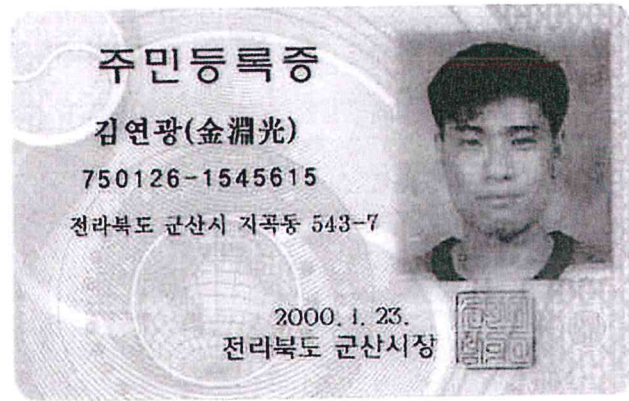 주민등록증
김연광(金淵光)
750126-1545615
전라북도 군산시 지곡동 543-7
2000. 1. 23.
전라북도 군산시장